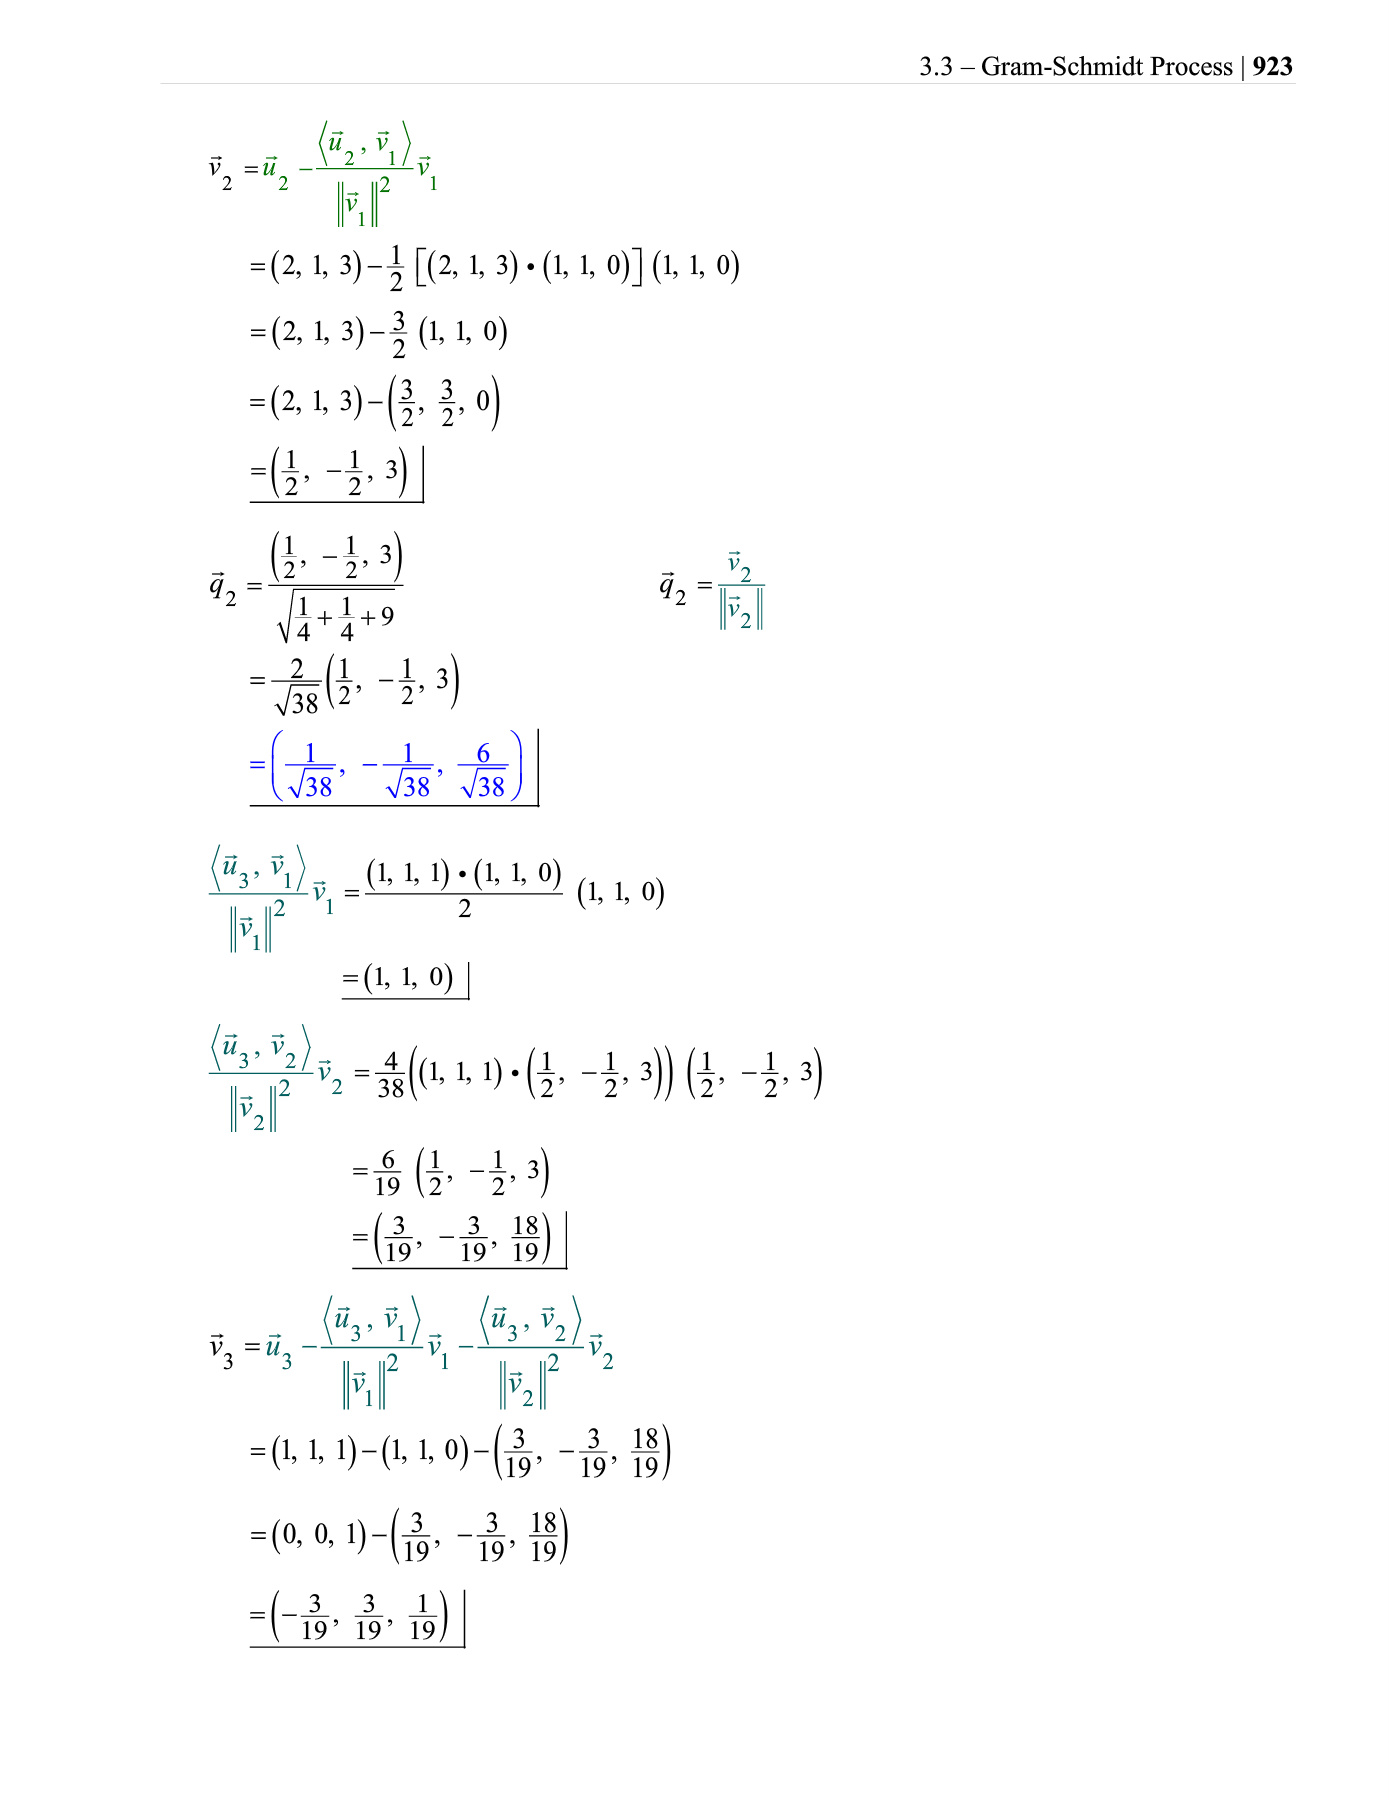 3.3 – Gram-Schmidt Process | 923
$\vec{v}_2 = \vec{u}_2 - \frac{\langle \vec{u}_2, \vec{v}_1 \rangle}{\|\vec{v}_1\|^2} \vec{v}_1$
$= (2, 1, 3) - \frac{1}{2} [(2, 1, 3) \bullet (1, 1, 0)] (1, 1, 0)$
$= (2, 1, 3) - \frac{3}{2} (1, 1, 0)$
$= (2, 1, 3) - \left(\frac{3}{2}, \frac{3}{2}, 0\right)$
$= \left(\frac{1}{2}, -\frac{1}{2}, 3\right)$
$\vec{q}_2 = \frac{\left(\frac{1}{2}, -\frac{1}{2}, 3\right)}{\sqrt{\frac{1}{4} + \frac{1}{4} + 9}}$ $\vec{q}_2 = \frac{\vec{v}_2}{\|\vec{v}_2\|}$
$= \frac{2}{\sqrt{38}} \left(\frac{1}{2}, -\frac{1}{2}, 3\right)$
$= \left(\frac{1}{\sqrt{38}}, -\frac{1}{\sqrt{38}}, \frac{6}{\sqrt{38}}\right)$
$\frac{\langle \vec{u}_3, \vec{v}_1 \rangle}{\|\vec{v}_1\|^2} \vec{v}_1 = \frac{(1, 1, 1) \bullet (1, 1, 0)}{2} (1, 1, 0)$
$= (1, 1, 0)$
$\frac{\langle \vec{u}_3, \vec{v}_2 \rangle}{\|\vec{v}_2\|^2} \vec{v}_2 = \frac{4}{38} \left((1, 1, 1) \bullet \left(\frac{1}{2}, -\frac{1}{2}, 3\right)\right) \left(\frac{1}{2}, -\frac{1}{2}, 3\right)$
$= \frac{6}{19} \left(\frac{1}{2}, -\frac{1}{2}, 3\right)$
$= \left(\frac{3}{19}, -\frac{3}{19}, \frac{18}{19}\right)$
$\vec{v}_3 = \vec{u}_3 - \frac{\langle \vec{u}_3, \vec{v}_1 \rangle}{\|\vec{v}_1\|^2} \vec{v}_1 - \frac{\langle \vec{u}_3, \vec{v}_2 \rangle}{\|\vec{v}_2\|^2} \vec{v}_2$
$= (1, 1, 1) - (1, 1, 0) - \left(\frac{3}{19}, -\frac{3}{19}, \frac{18}{19}\right)$
$= (0, 0, 1) - \left(\frac{3}{19}, -\frac{3}{19}, \frac{18}{19}\right)$
$= \left(-\frac{3}{19}, \frac{3}{19}, \frac{1}{19}\right)$